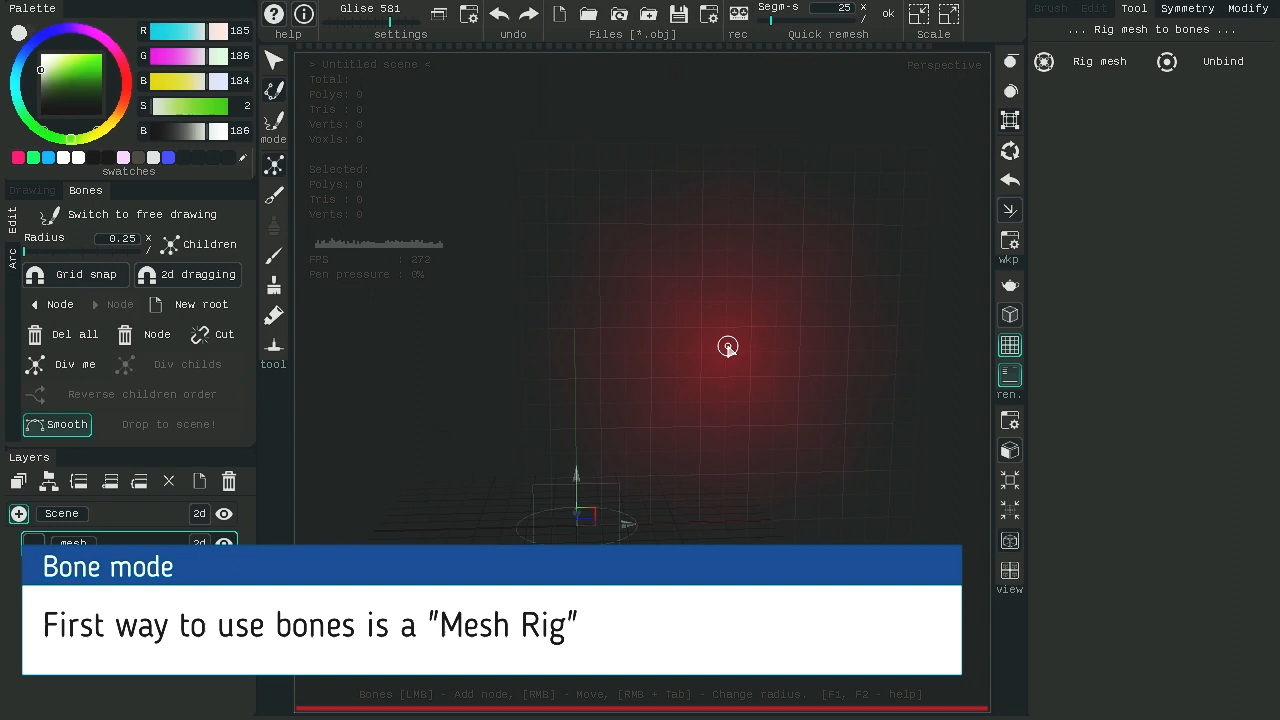 Palette
R 185
G 186
B 184
S 2
B 186
swatches
Drawing Bones
Edit
Arc
Switch to free drawing
Radius 0.25 x /
Children
Grid snap 2d dragging
Node Node New root
Del all Node Cut
Div me Div childs
Reverse children order
Smooth Drop to scene!
Layers
Scene 2d
mesh 2d
help
Glise 581
settings
undo
Files [*.obj]
rec
Segm-s 25 x / ok
Quick remesh
Scale
mode
tool
> Untitled scene <
Total:
Polys: 0
Tris : 0
Verts: 0
Voxls: 0
Selected:
Polys: 0
Tris : 0
Verts: 0
FPS : 272
Pen pressure : 0%
Perspective
wkp
ren.
view
Brush Edit Tool Symmetry Modify
... Rig mesh to bones ...
Rig mesh Unbind
Bone mode
First way to use bones is a "Mesh Rig"
Bones [LMB] - Add node, [RMB] - Move, [RMB + Tab] - Change radius. [F1, F2 - help]